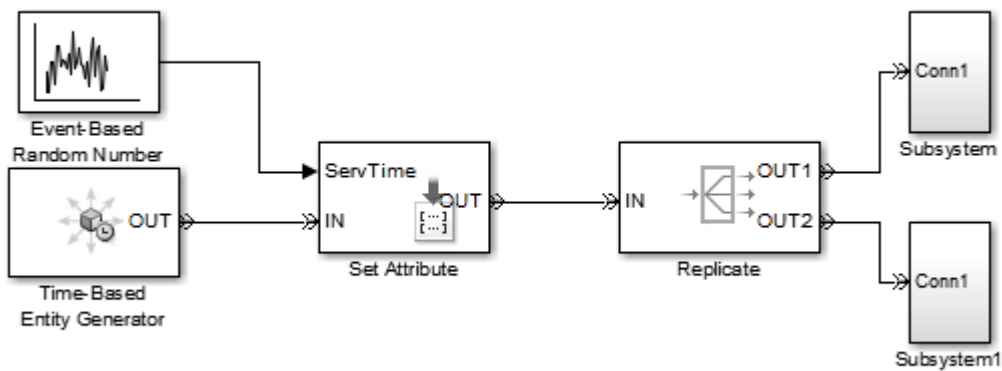 Event-Based
Random Number
OUT
Time-Based
Entity Generator
ServTime
OUT
IN
[...]
Set Attribute
IN
OUT1
OUT2
Replicate
Conn1
Subsystem
Conn1
Subsystem1